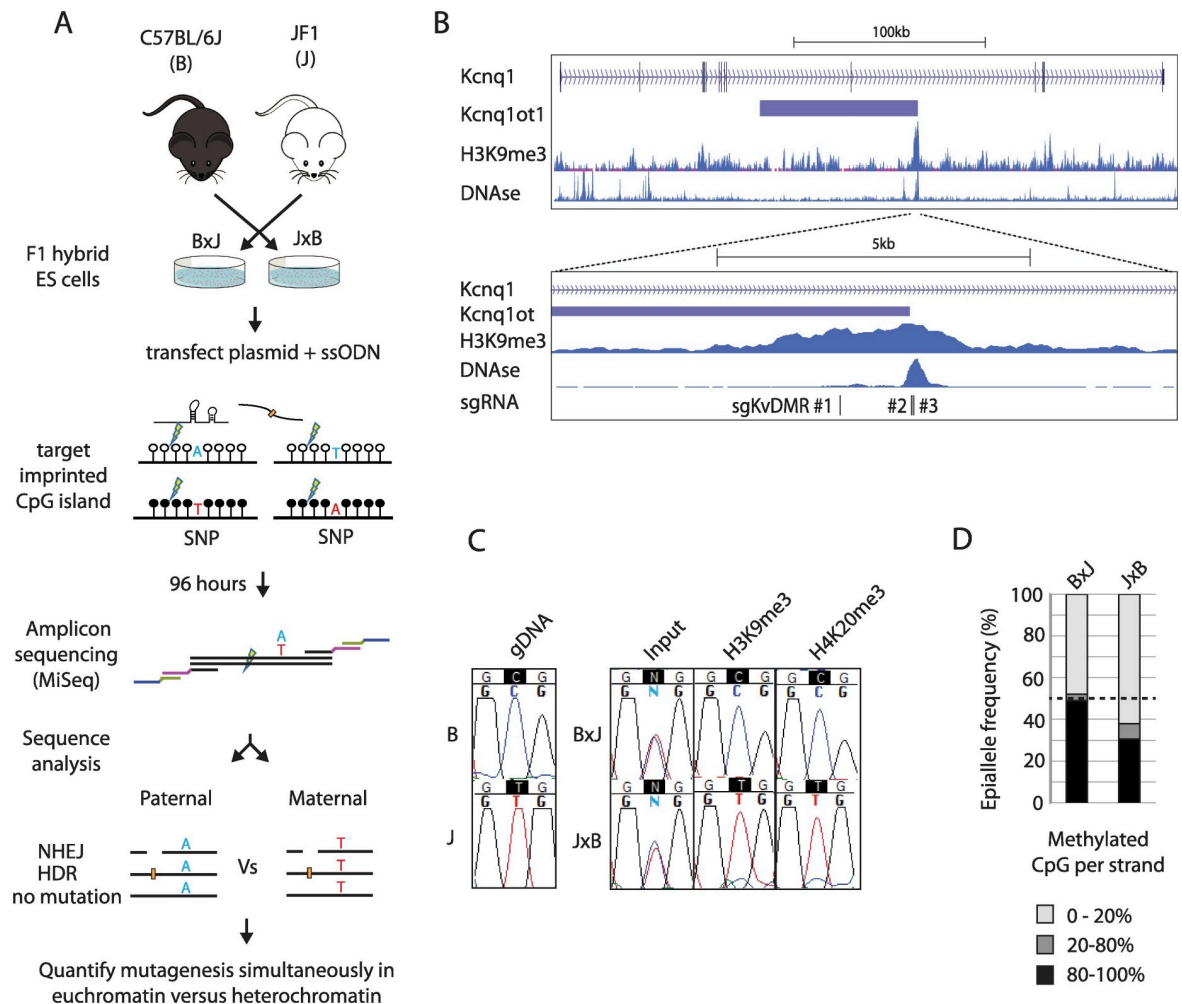 A
C57BL/6J
(B)
JF1
(J)
BxJ
JxB
F1 hybrid
ES cells
transfect plasmid + ssODN
target
imprinted
CpG island
A
T
T
A
SNP
SNP
96 hours
Amplicon
sequencing
(MiSeq)
A
T
Sequence
analysis
Paternal
Maternal
NHEJ
HDR
no mutation
A
A
A
Vs
T
T
T
Quantify mutagenesis simultaneously in
euchromatin versus heterochromatin
B
100kb
Kcnq1
Kcnq1ot1
H3K9me3
DNAse
5kb
Kcnq1
Kcnq1ot
H3K9me3
DNAse
sgRNA
sgKvDMR #1
#2
#3
C
gDNA
Input
H3K9me3
H4K20me3
B
G C G
G C G
J
G T G
G T G
BxJ
G N G
G N G
G C G
G C G
G C G
G C G
JxB
G N G
G N G
G T G
G T G
G T G
G T G
D
BxJ
JxB
Epiallele frequency (%)
100
80
60
40
20
0
Methylated
CpG per strand
0 - 20%
20-80%
80-100%